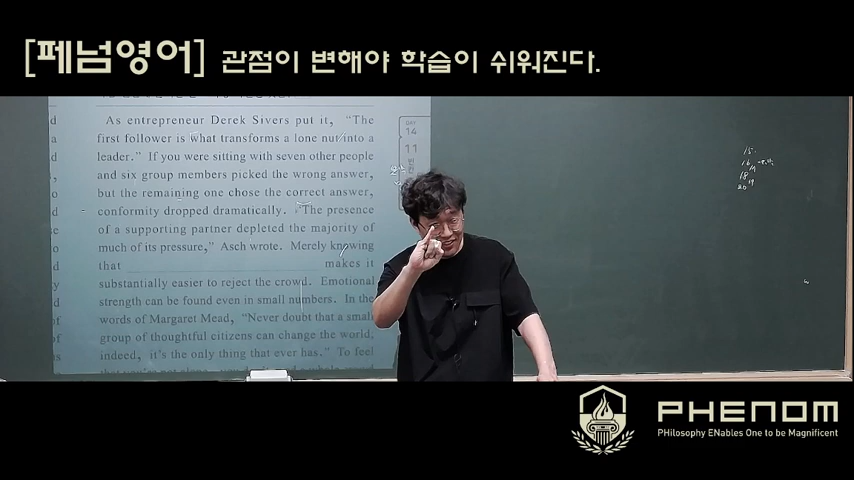 [페넘영어] 관점이 변해야 학습이 쉬워진다.
As entrepreneur Derek Sivers put it, "The
first follower is what transforms a lone nut into a
leader." If you were sitting with seven other people
and six group members picked the wrong answer,
but the remaining one chose the correct answer,
conformity dropped dramatically. "The presence
of a supporting partner depleted the majority of
much of its pressure," Asch wrote. Merely knowing
that ____________ makes it
substantially easier to reject the crowd. Emotional
strength can be found even in small numbers. In the
words of Margaret Mead, "Never doubt that a small
group of thoughtful citizens can change the world;
indeed, it's the only thing that ever has." To feel
DAY
14
11
15
16
18
19
20
PHENOM
PHilosophy ENables One to be Magnificent